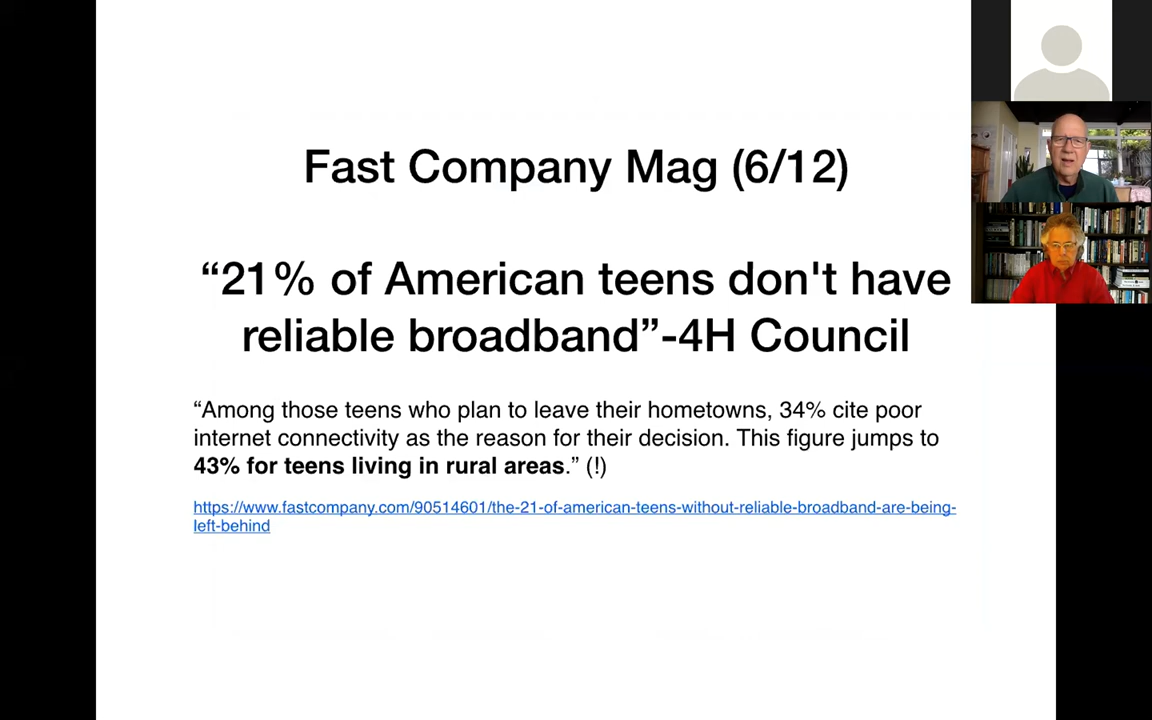 Fast Company Mag (6/12)
“21% of American teens don't have
reliable broadband”-4H Council
“Among those teens who plan to leave their hometowns, 34% cite poor
internet connectivity as the reason for their decision. This figure jumps to
43% for teens living in rural areas.” (!)
https://www.fastcompany.com/90514601/the-21-of-american-teens-without-reliable-broadband-are-being-
left-behind